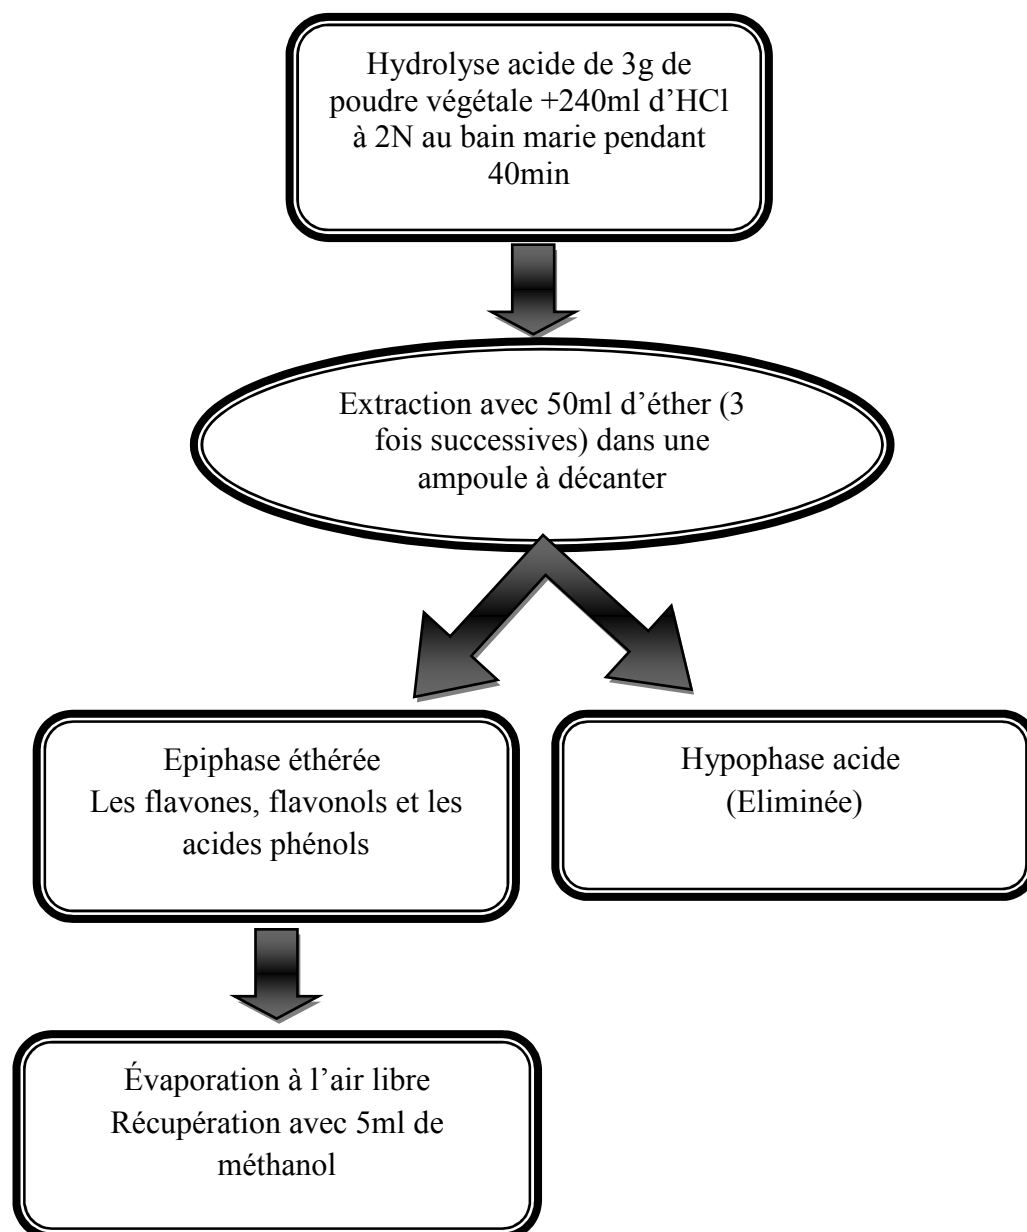 Hydrolyse acide de 3g de
poudre végétale +240ml d’HCl
à 2N au bain marie pendant
40min
Extraction avec 50ml d’éther (3
fois successives) dans une
ampoule à décanter
Epiphase éthérée
Les flavones, flavonols et les
acides phénols
Hypophase acide
(Eliminée)
Évaporation à l’air libre
Récupération avec 5ml de
méthanol